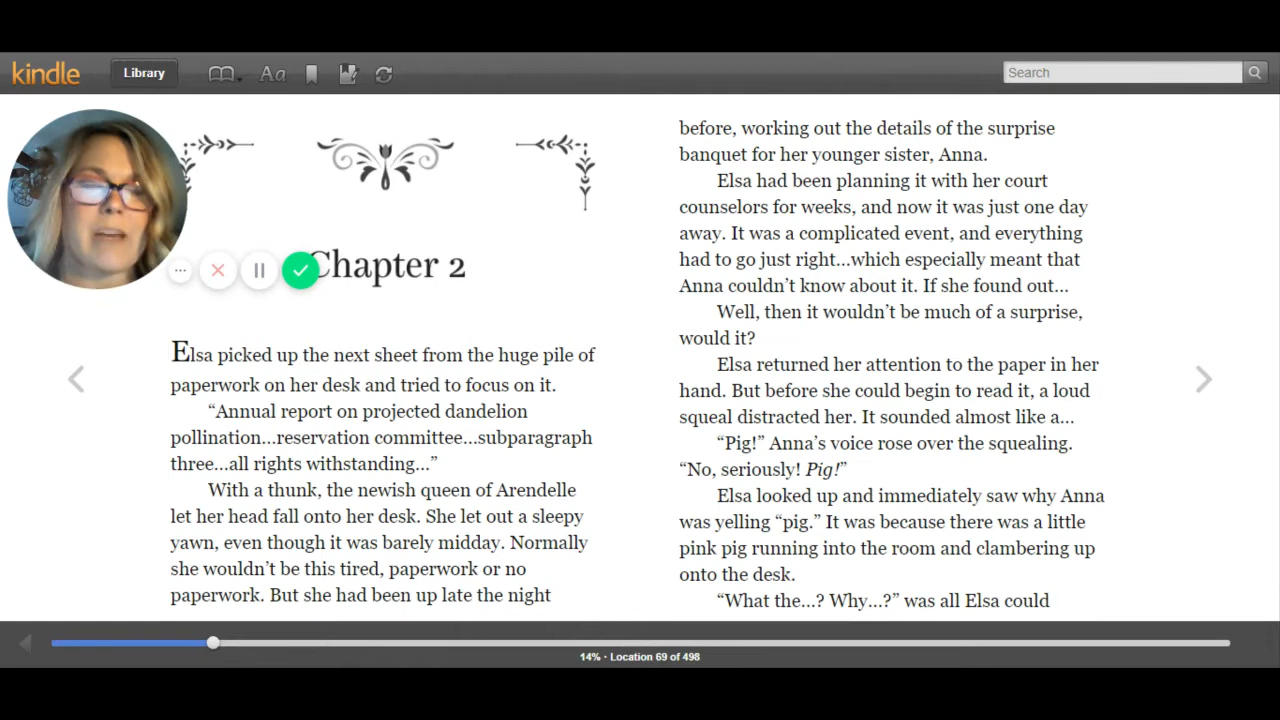 kindle
Library
Aa
Search
Chapter 2
Elsa picked up the next sheet from the huge pile of
paperwork on her desk and tried to focus on it.
“Annual report on projected dandelion
pollination…reservation committee…subparagraph
three…all rights withstanding…”
With a thunk, the newish queen of Arendelle
let her head fall onto her desk. She let out a sleepy
yawn, even though it was barely midday. Normally
she wouldn’t be this tired, paperwork or no
paperwork. But she had been up late the night
before, working out the details of the surprise
banquet for her younger sister, Anna.
Elsa had been planning it with her court
counselors for weeks, and now it was just one day
away. It was a complicated event, and everything
had to go just right…which especially meant that
Anna couldn’t know about it. If she found out…
Well, then it wouldn’t be much of a surprise,
would it?
Elsa returned her attention to the paper in her
hand. But before she could begin to read it, a loud
squeal distracted her. It sounded almost like a…
“Pig!” Anna’s voice rose over the squealing.
“No, seriously! Pig!”
Elsa looked up and immediately saw why Anna
was yelling “pig.” It was because there was a little
pink pig running into the room and clambering up
onto the desk.
“What the…? Why…?” was all Elsa could
14% · Location 69 of 498